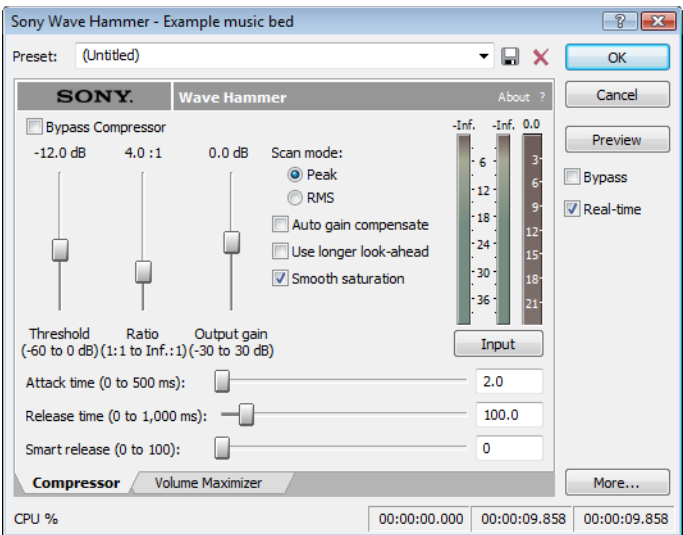 Sony Wave Hammer - Example music bed
Preset: (Untitled)
OK
SONY. Wave Hammer About ?
Cancel
Bypass Compressor
-Inf. -Inf. 0.0
Preview
-12.0 dB 4.0 :1 0.0 dB Scan mode:
Peak
RMS
Bypass
Auto gain compensate
Real-time
Use longer look-ahead
Smooth saturation
- 6 -
- 12 -
- 18 -
- 24 -
- 30 -
- 36 -
3-
6-
9-
12-
15-
18-
21-
Threshold Ratio Output gain
(-60 to 0 dB) (1:1 to Inf.:1) (-30 to 30 dB)
Input
Attack time (0 to 500 ms): 2.0
Release time (0 to 1,000 ms): 100.0
Smart release (0 to 100): 0
Compressor Volume Maximizer
More...
CPU % 00:00:00.000 00:00:09.858 00:00:09.858